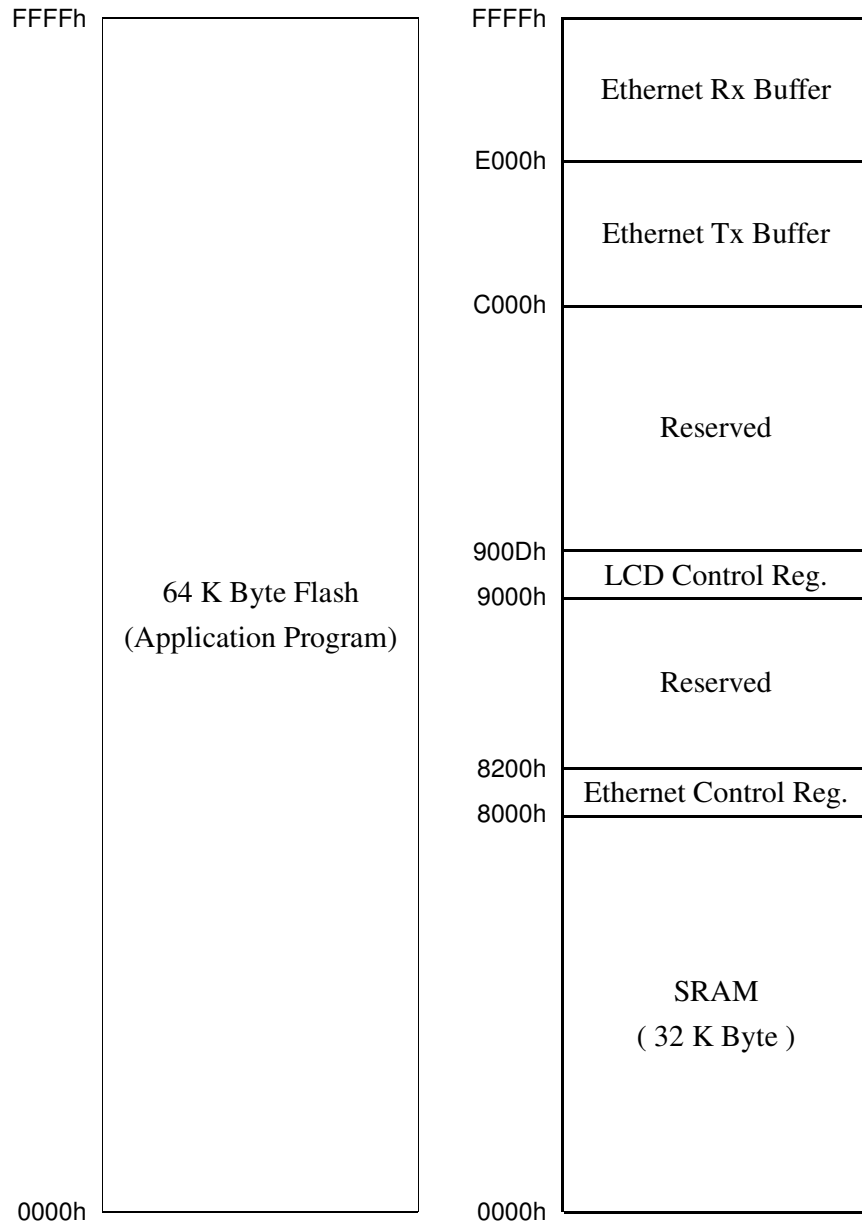 FFFFh
64 K Byte Flash
(Application Program)
0000h
FFFFh
Ethernet Rx Buffer
E000h
Ethernet Tx Buffer
C000h
Reserved
900Dh
LCD Control Reg.
9000h
Reserved
8200h
Ethernet Control Reg.
8000h
SRAM
( 32 K Byte )
0000h